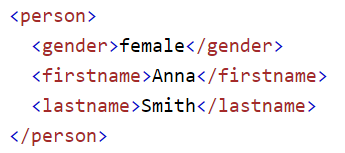 <person>
  <gender>female</gender>
  <firstname>Anna</firstname>
  <lastname>Smith</lastname>
</person>